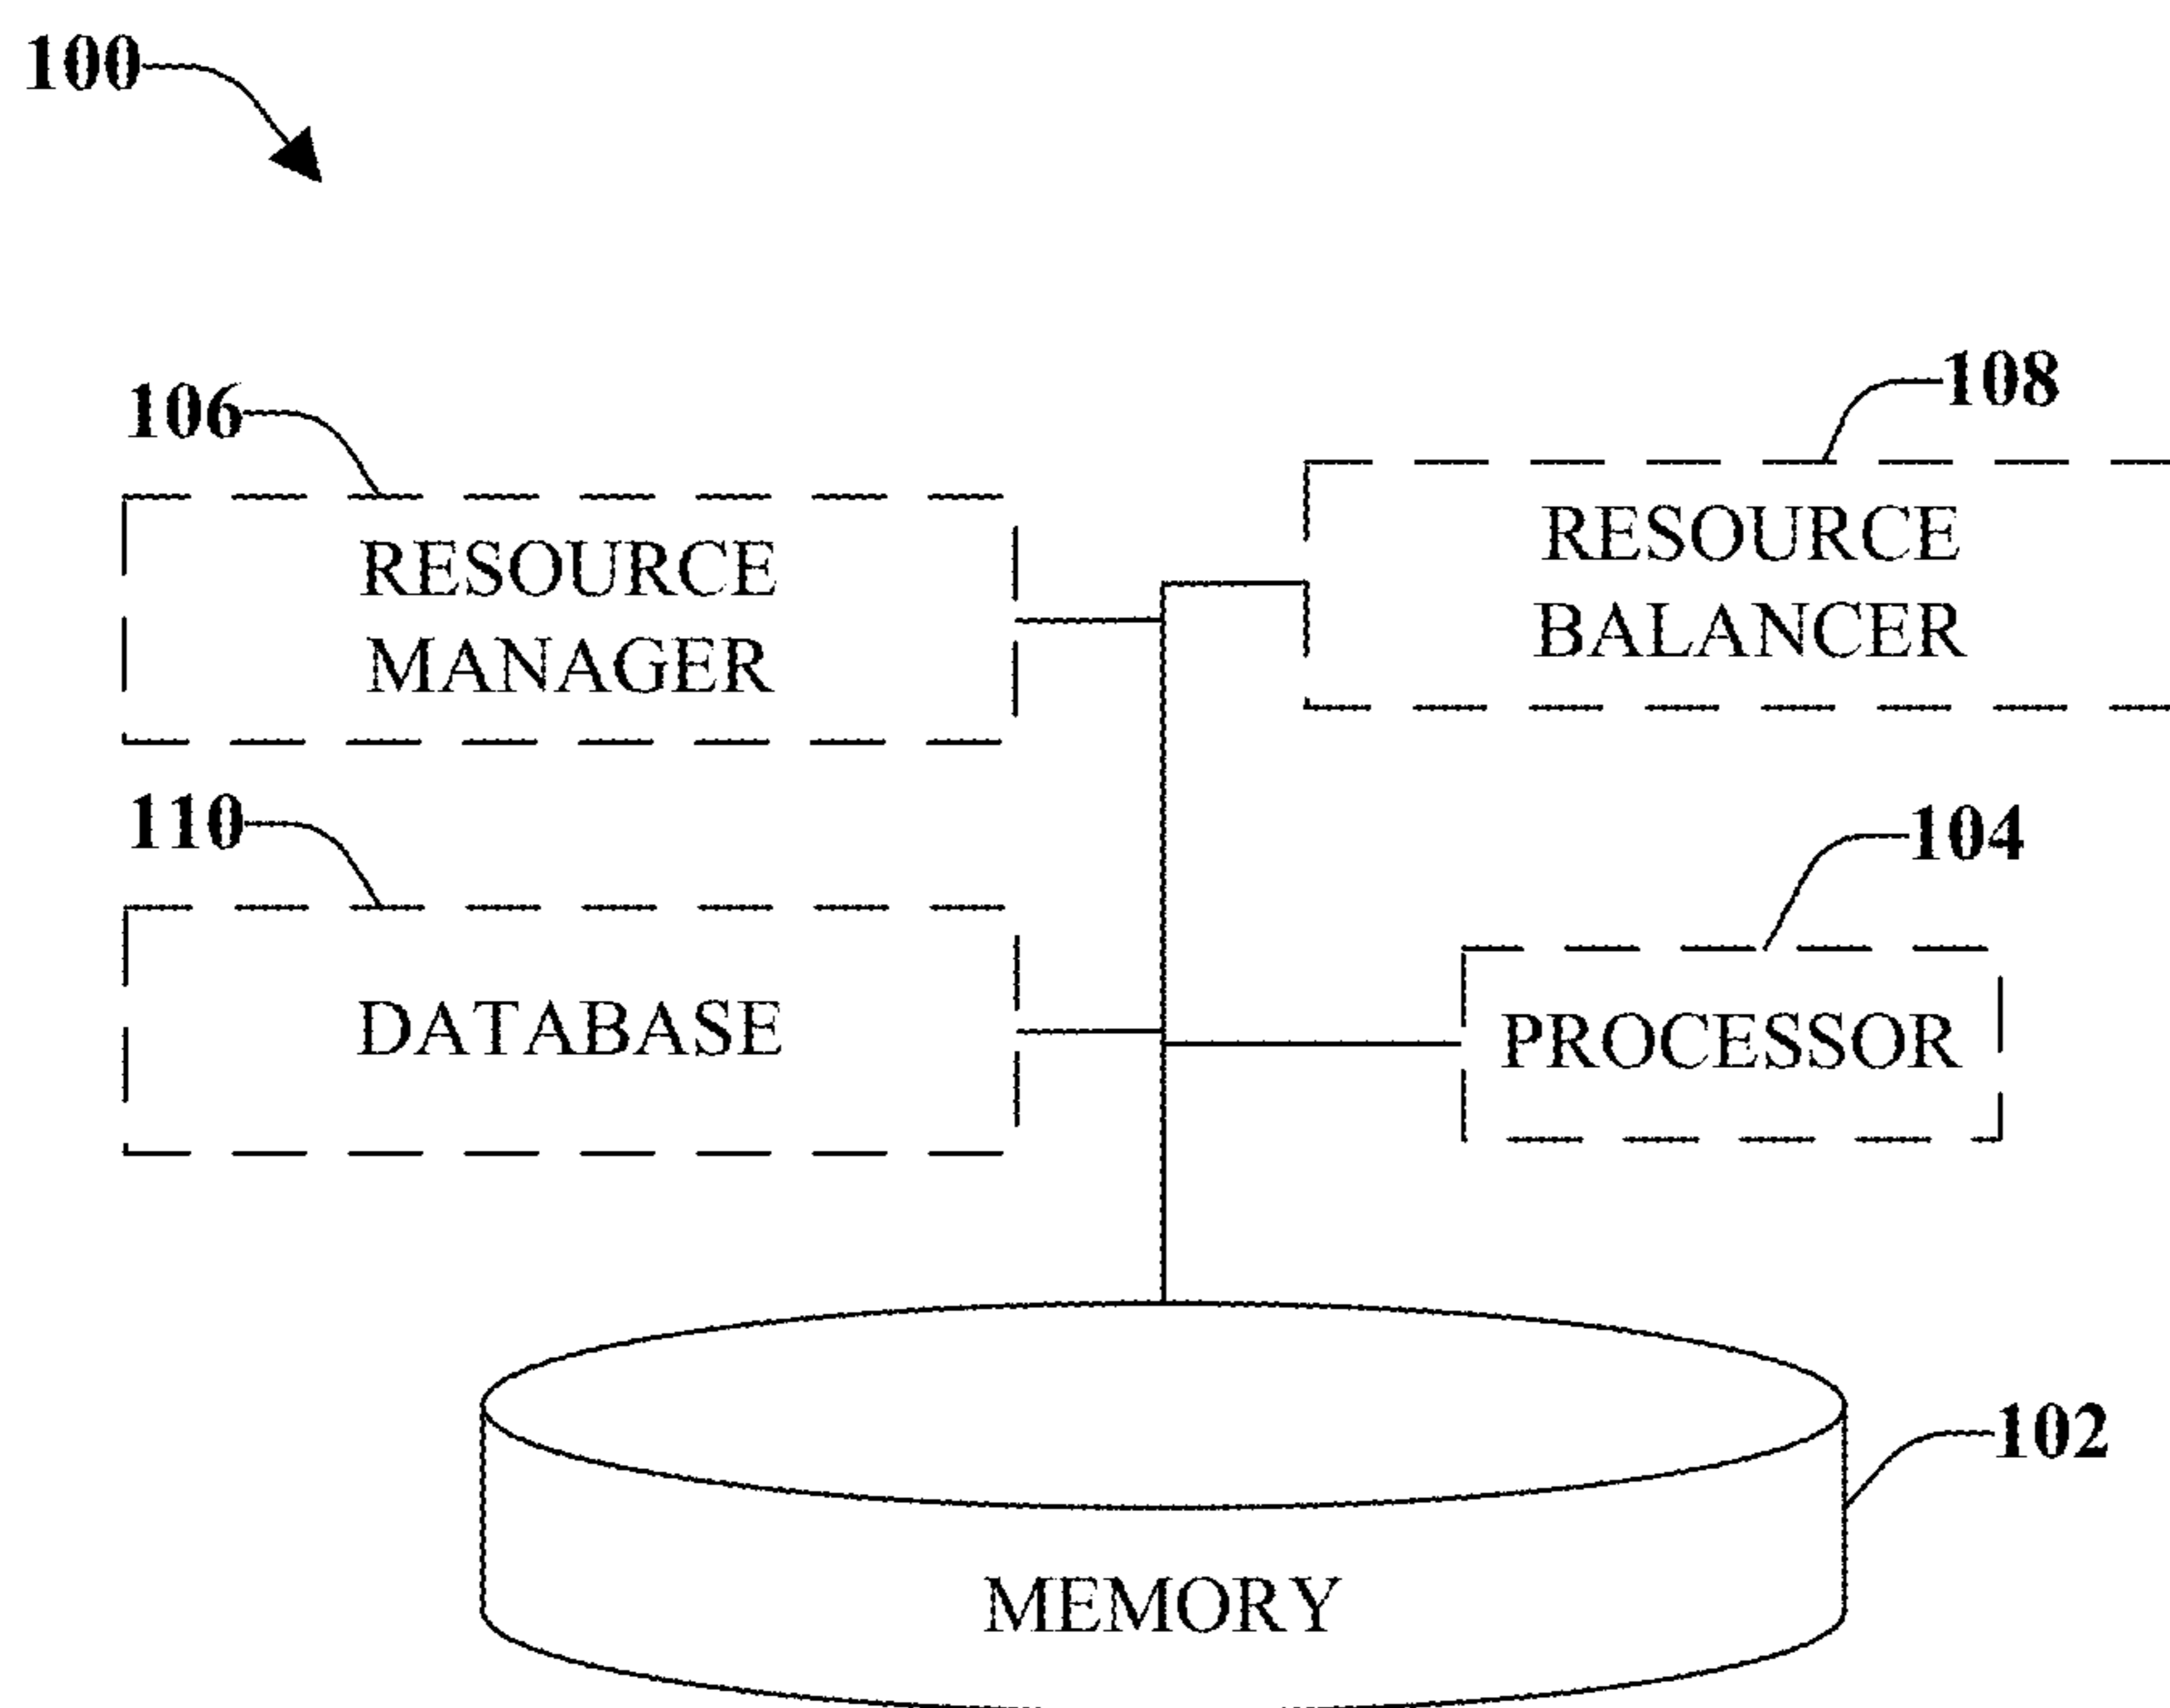 100
106
108
RESOURCE
MANAGER
RESOURCE
BALANCER
110
104
DATABASE
PROCESSOR
102
MEMORY